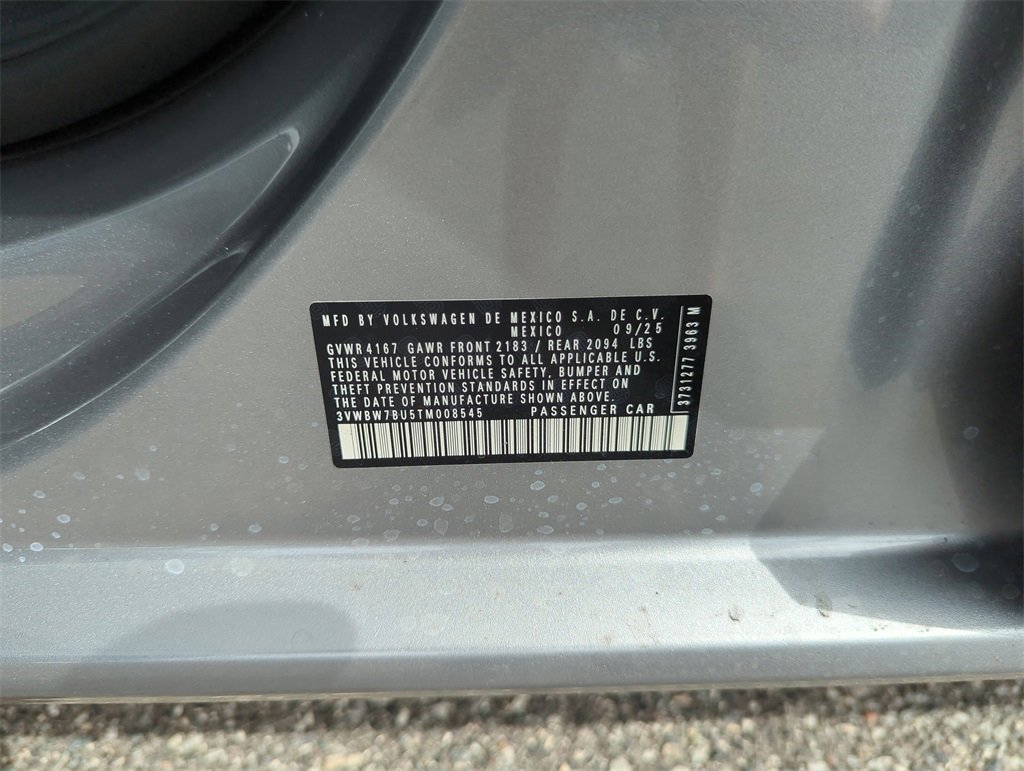 MFD BY VOLKSWAGEN DE MEXICO S.A. DE C.V.
MEXICO 09/25
GVWR 4167 GAWR FRONT 2183 / REAR 2094 LBS
THIS VEHICLE CONFORMS TO ALL APPLICABLE U.S.
FEDERAL MOTOR VEHICLE SAFETY, BUMPER AND
THEFT PREVENTION STANDARDS IN EFFECT ON
THE DATE OF MANUFACTURE SHOWN ABOVE.
3VWBW7BU5TM008545 PASSENGER CAR
3731277 3963 M